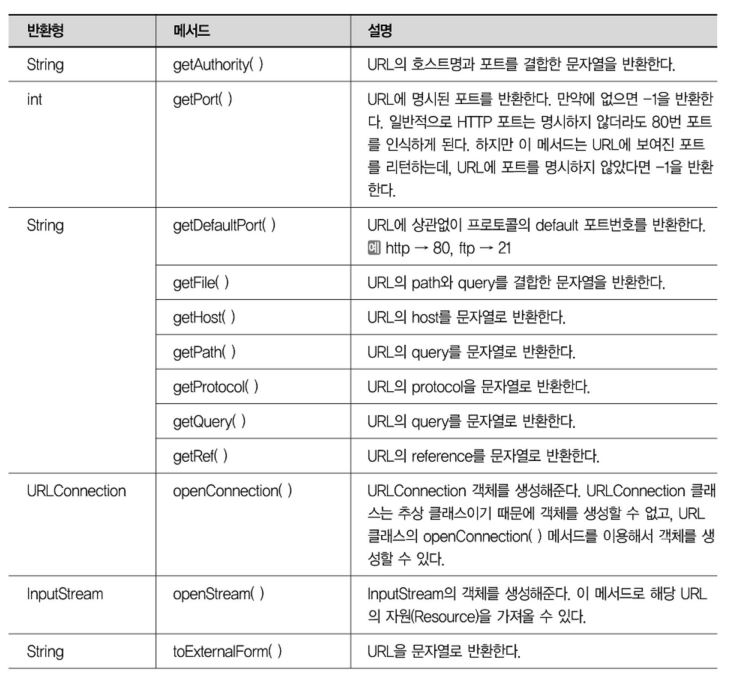 반환형 메서드 설명
String getAuthority( ) URL의 호스트명과 포트를 결합한 문자열을 반환한다.
int getPort( ) URL에 명시된 포트를 반환한다. 만약에 없으면 –1을 반환한
다. 일반적으로 HTTP 포트는 명시하지 않더라도 80번 포트
를 인식하게 된다. 하지만 이 메서드는 URL에 보여진 포트
를 리턴하는데, URL에 포트를 명시하지 않았다면 –1을 반환
한다.
String getDefaultPort( ) URL에 상관없이 프로토콜의 default 포트번호를 반환한다.
예 http → 80, ftp → 21
getFile( ) URL의 path와 query를 결합한 문자열을 반환한다.
getHost( ) URL의 host를 문자열로 반환한다.
getPath( ) URL의 query를 문자열로 반환한다.
getProtocol( ) URL의 protocol을 문자열로 반환한다.
getQuery( ) URL의 query를 문자열로 반환한다.
getRef( ) URL의 reference를 문자열로 반환한다.
URLConnection openConnection( ) URLConnection 객체를 생성해준다. URLConnection 클래
스는 추상 클래스이기 때문에 객체를 생성할 수 없고, URL
클래스의 openConnection( ) 메서드를 이용해서 객체를 생
성할 수 있다.
InputStream openStream( ) InputStream의 객체를 생성해준다. 이 메서드로 해당 URL
의 자원(Resource)을 가져올 수 있다.
String toExternalForm( ) URL을 문자열로 반환한다.